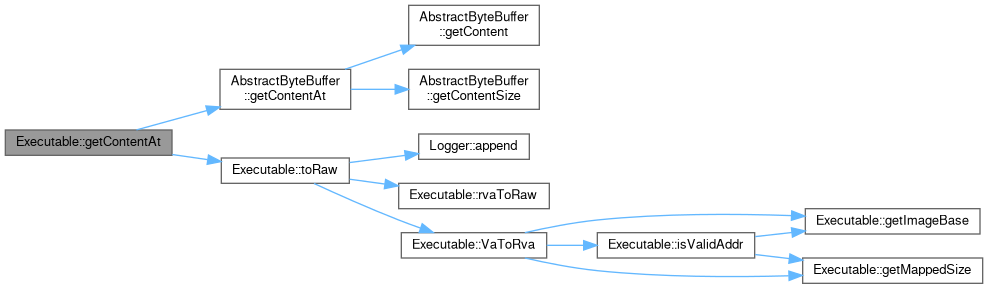 Executable::getContentAt
AbstractByteBuffer
::getContentAt
AbstractByteBuffer
::getContent
AbstractByteBuffer
::getContentSize
Executable::toRaw
Logger::append
Executable::rvaToRaw
Executable::VaToRva
Executable::isValidAddr
Executable::getImageBase
Executable::getMappedSize